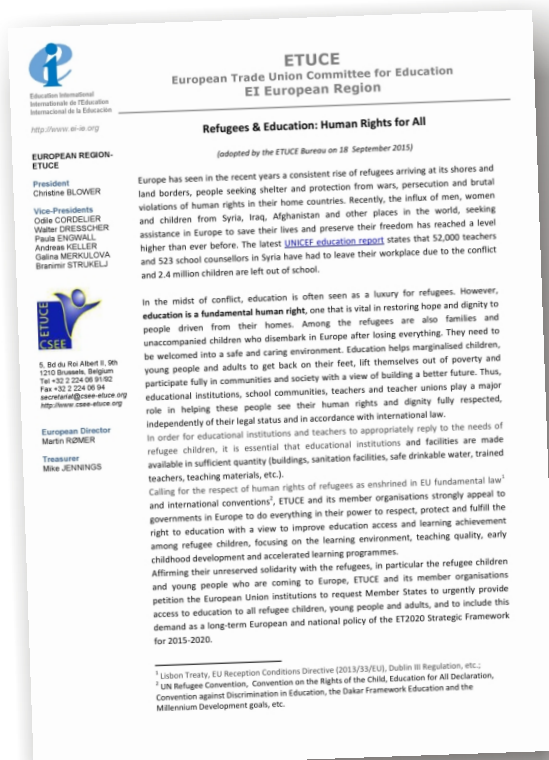 ETUCE
European Trade Union Committee for Education
EI European Region
Education International
Internationale de l'Education
Internacional de la Educación
http://www.ei-ie.org
EUROPEAN REGION-
ETUCE
President
Christine BLOWER
Vice-Presidents
Odile CORDELIER
Walter DRESSCHER
Paula ENGWALL
Andreas KELLER
Galina MERKULOVA
Branimir STRUKELJ
ETUCE
CSEE
5, Bd du Roi Albert II, 9th
1210 Brussels, Belgium
Tel +32 2 224 06 91/92
Fax +32 2 224 06 94
secretariat@csee-etuce.org
http://www.csee-etuce.org
European Director
Martin RØMER
Treasurer
Mike JENNINGS
Refugees & Education: Human Rights for All
(adopted by the ETUCE Bureau on 18 September 2015)
Europe has seen in the recent years a consistent rise of refugees arriving at its shores and
land borders, people seeking shelter and protection from wars, persecution and brutal
violations of human rights in their home countries. Recently, the influx of men, women
and children from Syria, Iraq, Afghanistan and other places in the world, seeking
assistance in Europe to save their lives and preserve their freedom has reached a level
higher than ever before. The latest UNICEF education report states that 52,000 teachers
and 523 school counsellors in Syria have had to leave their workplace due to the conflict
and 2.4 million children are left out of school.
In the midst of conflict, education is often seen as a luxury for refugees. However,
education is a fundamental human right, one that is vital in restoring hope and dignity to
people driven from their homes. Among the refugees are also families and
unaccompanied children who disembark in Europe after losing everything. They need to
be welcomed into a safe and caring environment. Education helps marginalised children,
young people and adults to get back on their feet, lift themselves out of poverty and
participate fully in communities and society with a view of building a better future. Thus,
educational institutions, school communities, teachers and teacher unions play a major
role in helping these people see their human rights and dignity fully respected,
independently of their legal status and in accordance with international law.
In order for educational institutions and teachers to appropriately reply to the needs of
refugee children, it is essential that educational institutions and facilities are made
available in sufficient quantity (buildings, sanitation facilities, safe drinkable water, trained
teachers, teaching materials, etc.).
Calling for the respect of human rights of refugees as enshrined in EU fundamental law1
and international conventions2, ETUCE and its member organisations strongly appeal to
governments in Europe to do everything in their power to respect, protect and fulfill the
right to education with a view to improve education access and learning achievement
among refugee children, focusing on the learning environment, teaching quality, early
childhood development and accelerated learning programmes.
Affirming their unreserved solidarity with the refugees, in particular the refugee children
and young people who are coming to Europe, ETUCE and its member organisations
petition the European Union institutions to request Member States to urgently provide
access to education to all refugee children, young people and adults, and to include this
demand as a long-term European and national policy of the ET2020 Strategic Framework
for 2015-2020.
1 Lisbon Treaty, EU Reception Conditions Directive (2013/33/EU), Dublin III Regulation, etc.;
2 UN Refugee Convention, Convention on the Rights of the Child, Education for All Declaration,
Convention against Discrimination in Education, the Dakar Framework Education and the
Millennium Development goals, etc.